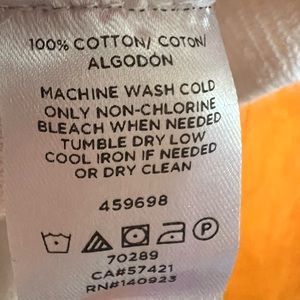 100% COTTON/ COTON/
ALGODÓN
MACHINE WASH COLD
ONLY NON-CHLORINE
BLEACH WHEN NEEDED
TUMBLE DRY LOW
COOL IRON IF NEEDED
OR DRY CLEAN
459698
70289
CA#57421
RN#140923